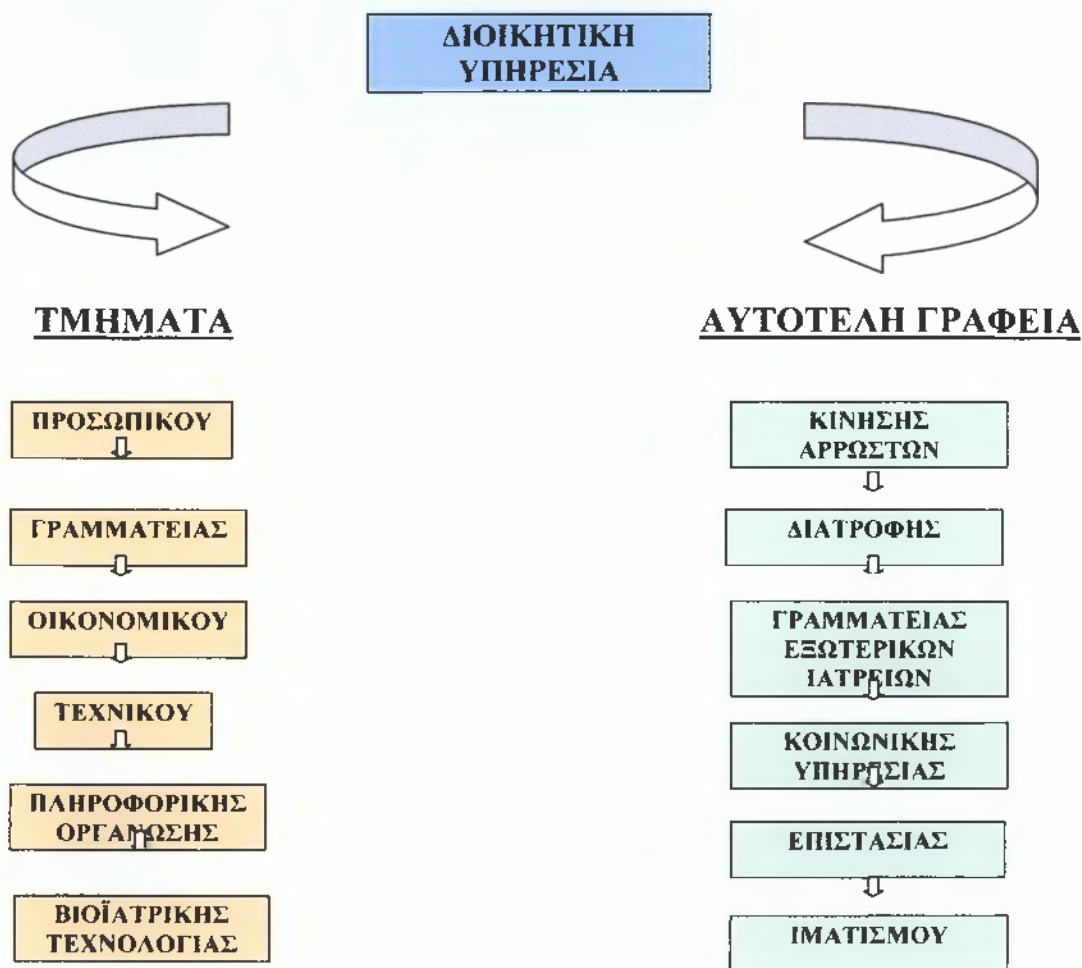 ΔΙΟΙΚΗΤΙΚΗ
ΥΠΗΡΕΣΙΑ
ΤΜΗΜΑΤΑ
ΠΡΟΣΩΠΙΚΟΥ
ΓΡΑΜΜΑΤΕΙΑΣ
ΟΙΚΟΝΟΜΙΚΟΥ
ΤΕΧΝΙΚΟΥ
ΠΛΗΡΟΦΟΡΙΚΗΣ
ΟΡΓΑΝΩΣΗΣ
ΒΙΟΪΑΤΡΙΚΗΣ
ΤΕΧΝΟΛΟΓΙΑΣ
ΑΥΤΟΤΕΛΗ ΓΡΑΦΕΙΑ
ΚΙΝΗΣΗΣ
ΑΡΡΩΣΤΩΝ
ΔΙΑΤΡΟΦΗΣ
ΓΡΑΜΜΑΤΕΙΑΣ
ΕΞΩΤΕΡΙΚΩΝ
ΙΑΤΡΕΙΩΝ
ΚΟΙΝΩΝΙΚΗΣ
ΥΠΗΡΕΣΙΑΣ
ΕΠΙΣΤΑΣΙΑΣ
ΙΜΑΤΙΣΜΟΥ